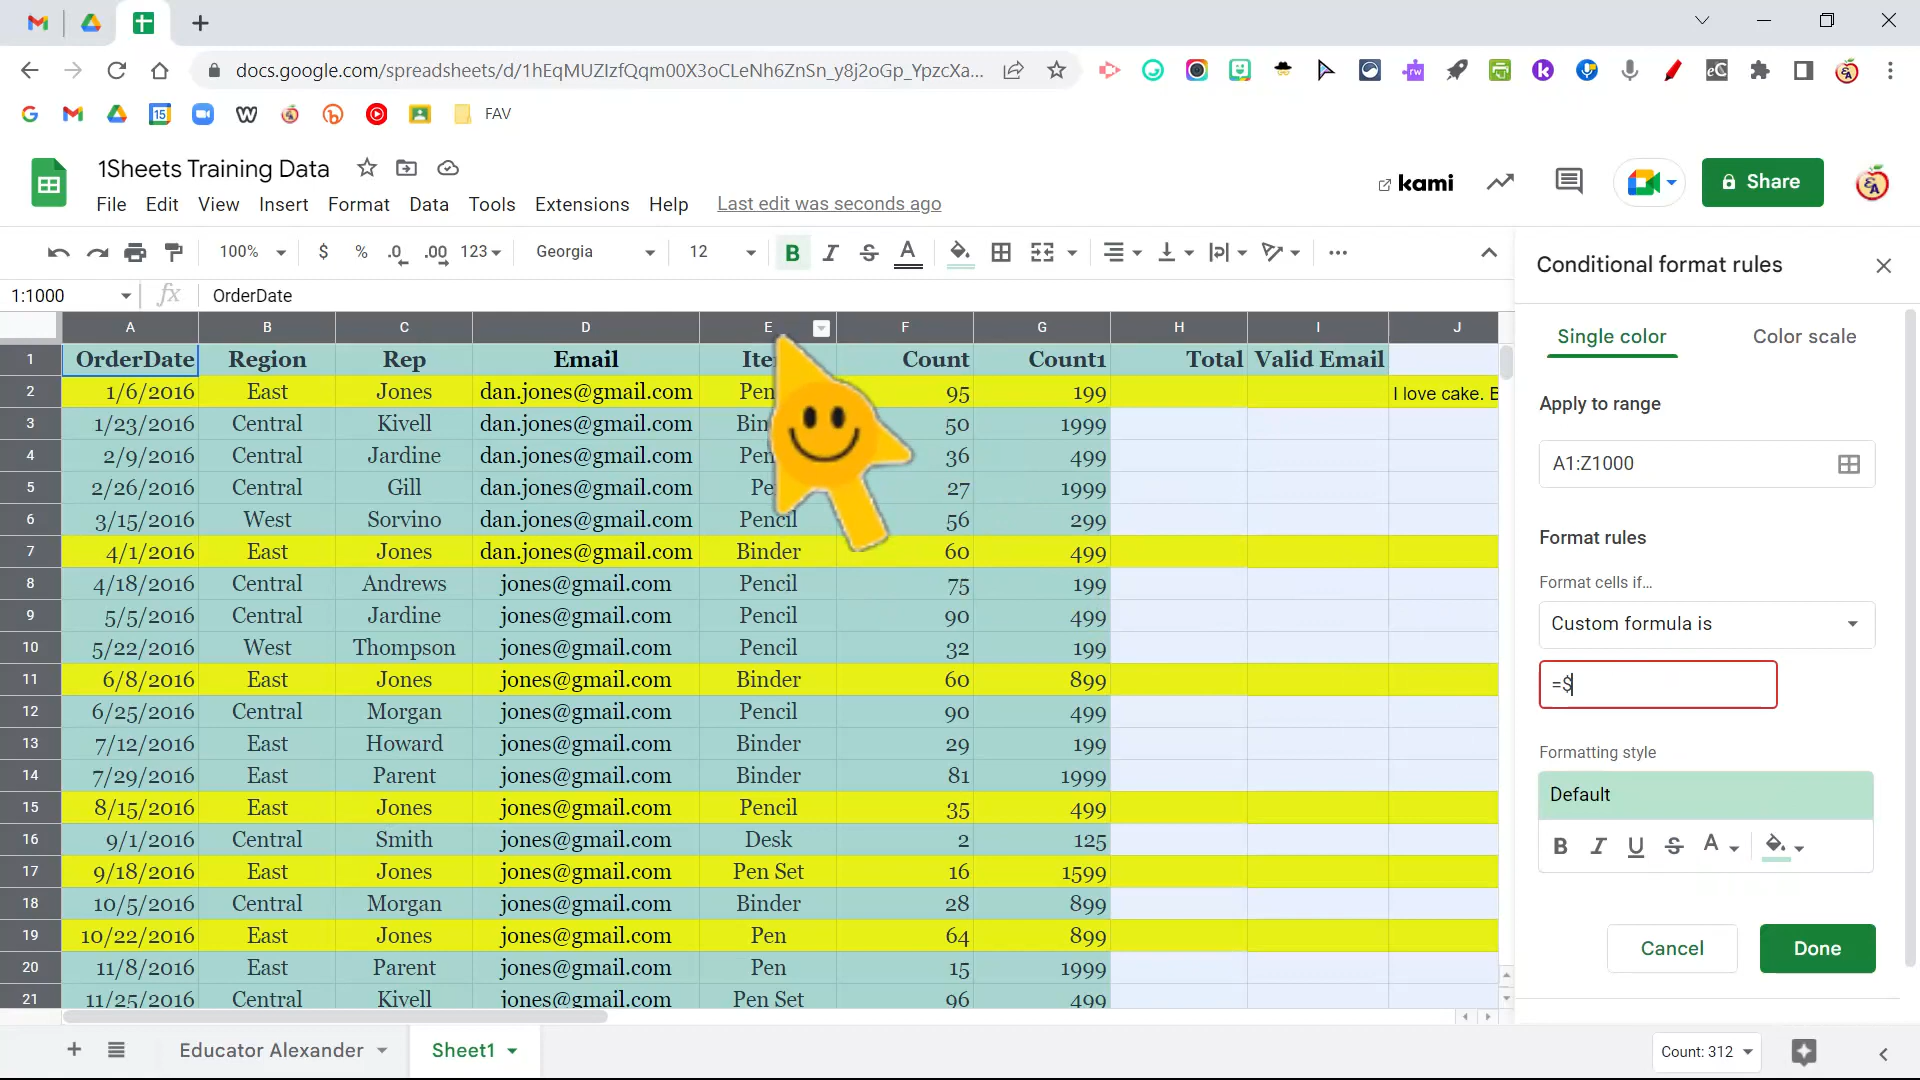 docs.google.com/spreadsheets/d/1hEqMUZIzfQqm00X3oCLeNh6ZnSn_y8j2oGp_YpzcXa...
FAV
1Sheets Training Data
kami
Share
File Edit View Insert Format Data Tools Extensions Help Last edit was seconds ago
100% $ % .0 .00 123 Georgia 12 B I S A
Conditional format rules
1:1000 fx OrderDate
A B C D E F G H I J
Single color Color scale
1 OrderDate Region Rep Email Count Count1 Total Valid Email
2 1/6/2016 East Jones dan.jones@gmail.com 95 199 I love cake.
3 1/23/2016 Central Kivell dan.jones@gmail.com 50 1999
4 2/9/2016 Central Jardine dan.jones@gmail.com 36 499
5 2/26/2016 Central Gill dan.jones@gmail.com 27 1999
6 3/15/2016 West Sorvino dan.jones@gmail.com Pencil 56 299
7 4/1/2016 East Jones dan.jones@gmail.com Binder 60 499
8 4/18/2016 Central Andrews jones@gmail.com Pencil 75 199
9 5/5/2016 Central Jardine jones@gmail.com Pencil 90 499
10 5/22/2016 West Thompson jones@gmail.com Pencil 32 199
11 6/8/2016 East Jones jones@gmail.com Binder 60 899
12 6/25/2016 Central Morgan jones@gmail.com Pencil 90 499
13 7/12/2016 East Howard jones@gmail.com Binder 29 199
14 7/29/2016 East Parent jones@gmail.com Binder 81 1999
15 8/15/2016 East Jones jones@gmail.com Pencil 35 499
16 9/1/2016 Central Smith jones@gmail.com Desk 2 125
17 9/18/2016 East Jones jones@gmail.com Pen Set 16 1599
18 10/5/2016 Central Morgan jones@gmail.com Binder 28 899
19 10/22/2016 East Jones jones@gmail.com Pen 64 899
20 11/8/2016 East Parent jones@gmail.com Pen 15 1999
21 11/25/2016 Central Kivell jones@gmail.com Pen Set 96 499
Apply to range
A1:Z1000
Format rules
Format cells if...
Custom formula is
=$
Formatting style
Default
B I U S A
Cancel Done
Educator Alexander Sheet1
Count: 312